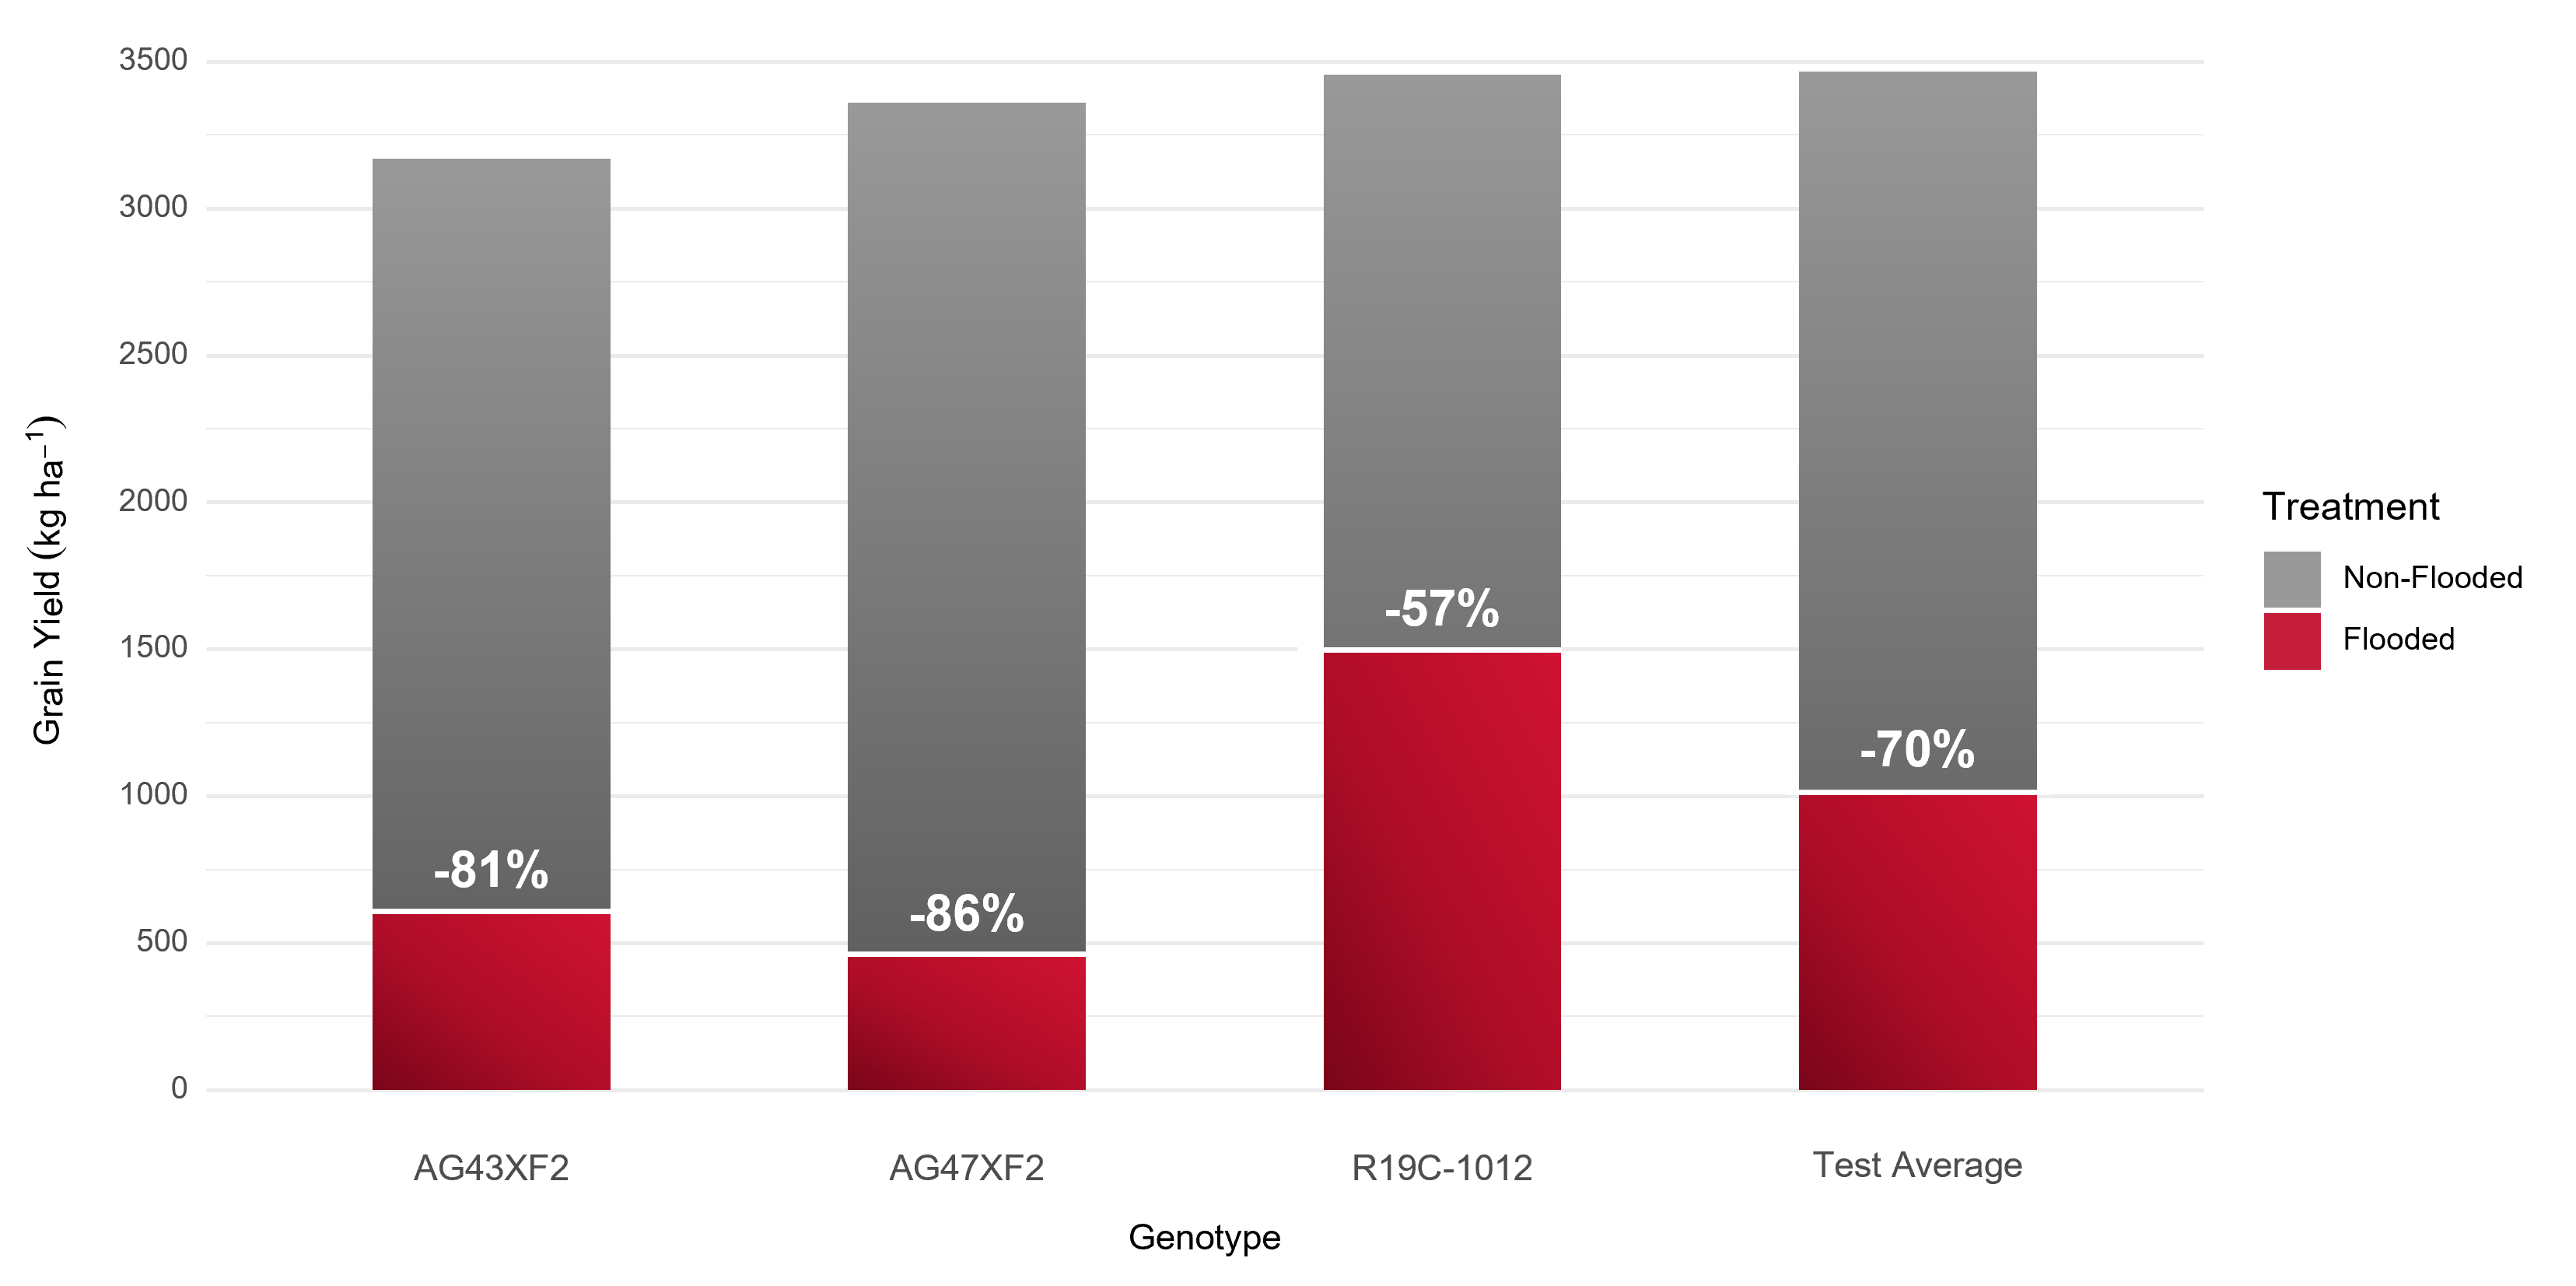 3500
3000
2500
2000
1500
1000
500
0
Grain Yield (kg ha⁻¹)
-81%
-86%
-57%
-70%
AG43XF2
AG47XF2
R19C-1012
Test Average
Genotype
Treatment
Non-Flooded
Flooded